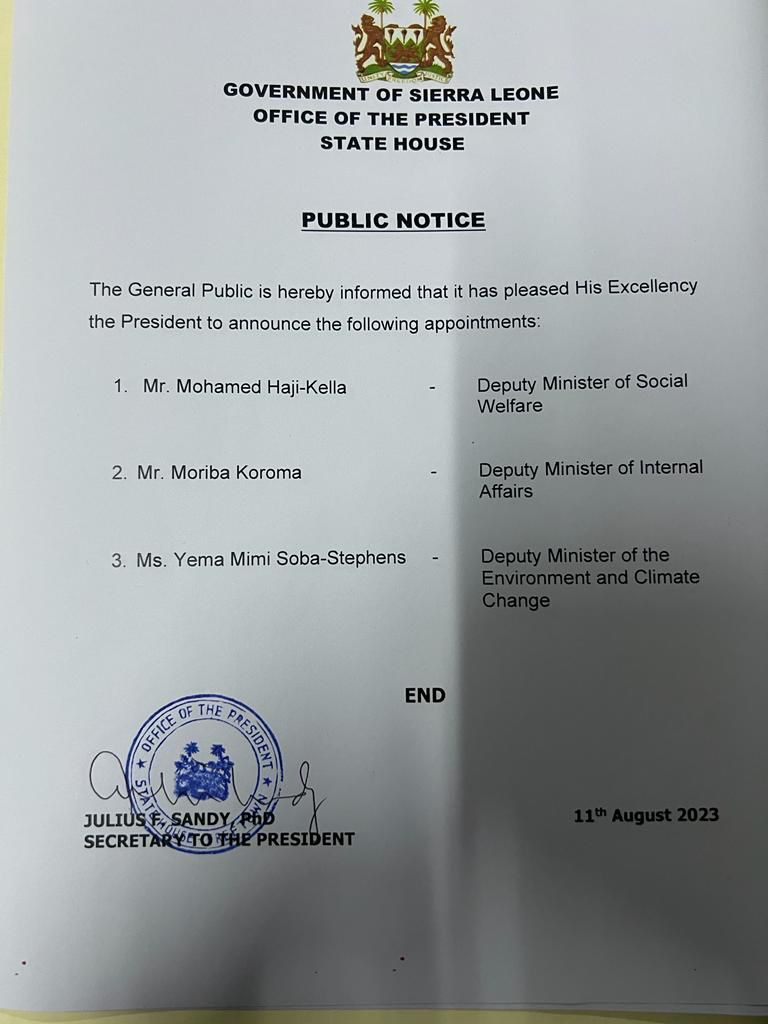 GOVERNMENT OF SIERRA LEONE
OFFICE OF THE PRESIDENT
STATE HOUSE
PUBLIC NOTICE
The General Public is hereby informed that it has pleased His Excellency
the President to announce the following appointments:
1. Mr. Mohamed Haji-Kella - Deputy Minister of Social
Welfare
2. Mr. Moriba Koroma - Deputy Minister of Internal
Affairs
3. Ms. Yema Mimi Soba-Stephens - Deputy Minister of the
Environment and Climate
Change
END
OFFICE OF THE PRESIDENT
STATE HOUSE
JULIUS F. SANDY, PhD
SECRETARY TO THE PRESIDENT
11th August 2023